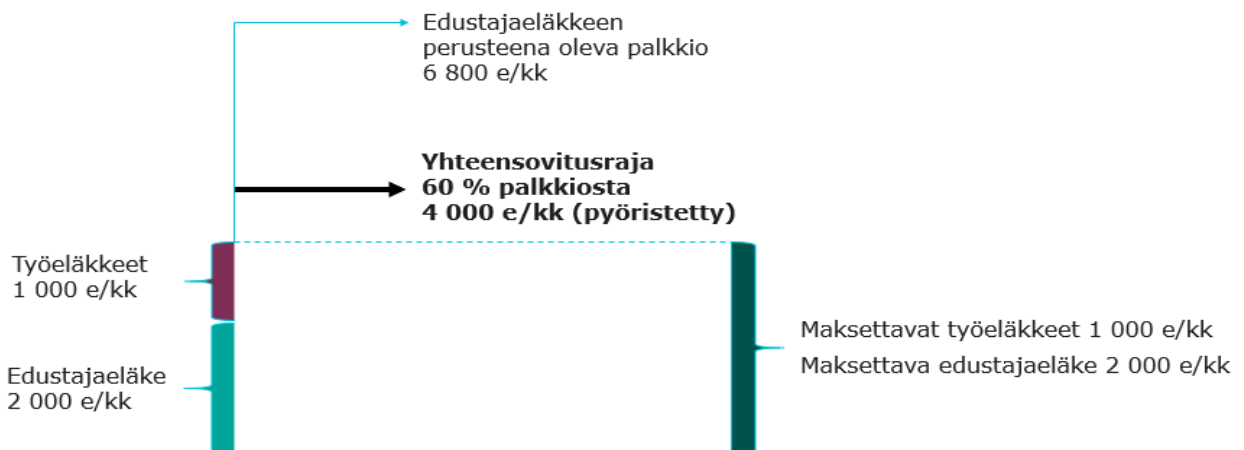 Edustajaeläkkeen
perusteena oleva palkkio
6 800 e/kk
Yhteensovitusraja
60 % palkkiosta
4 000 e/kk (pyöristetty)
Työeläkkeet
1 000 e/kk
Edustajaeläke
2 000 e/kk
Maksettavat työeläkkeet 1 000 e/kk
Maksettava edustajaeläke 2 000 e/kk